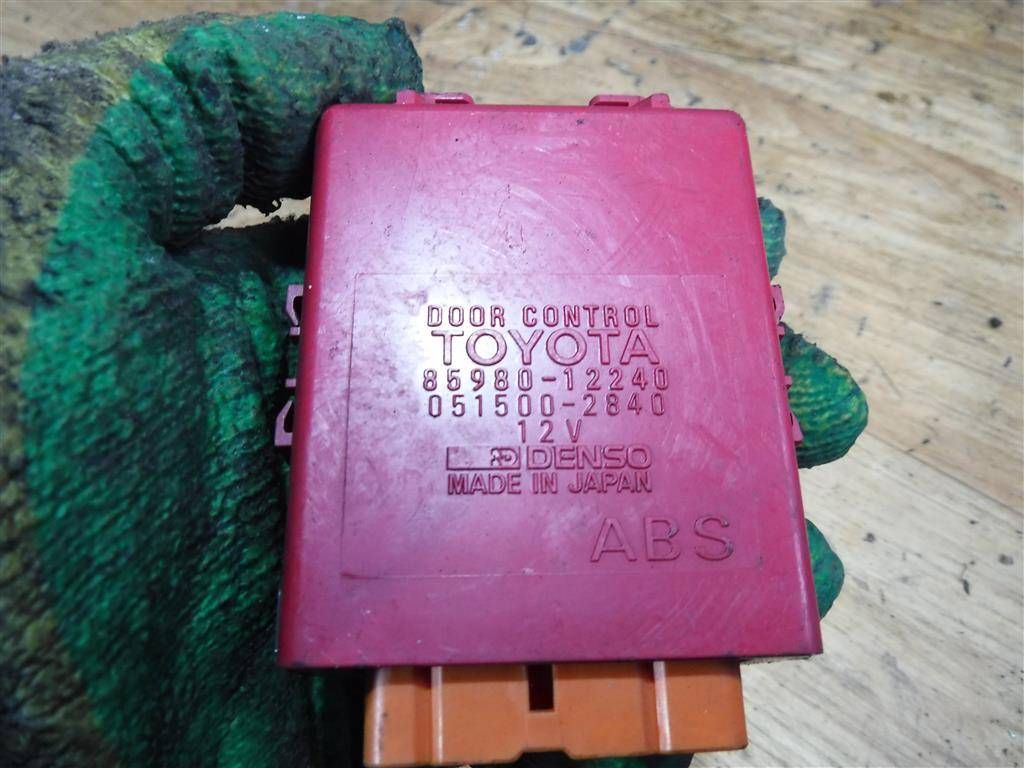 DOOR CONTROL
TOYOTA
85980-12240
051500-2840
12V
DENSO
MADE IN JAPAN
ABS